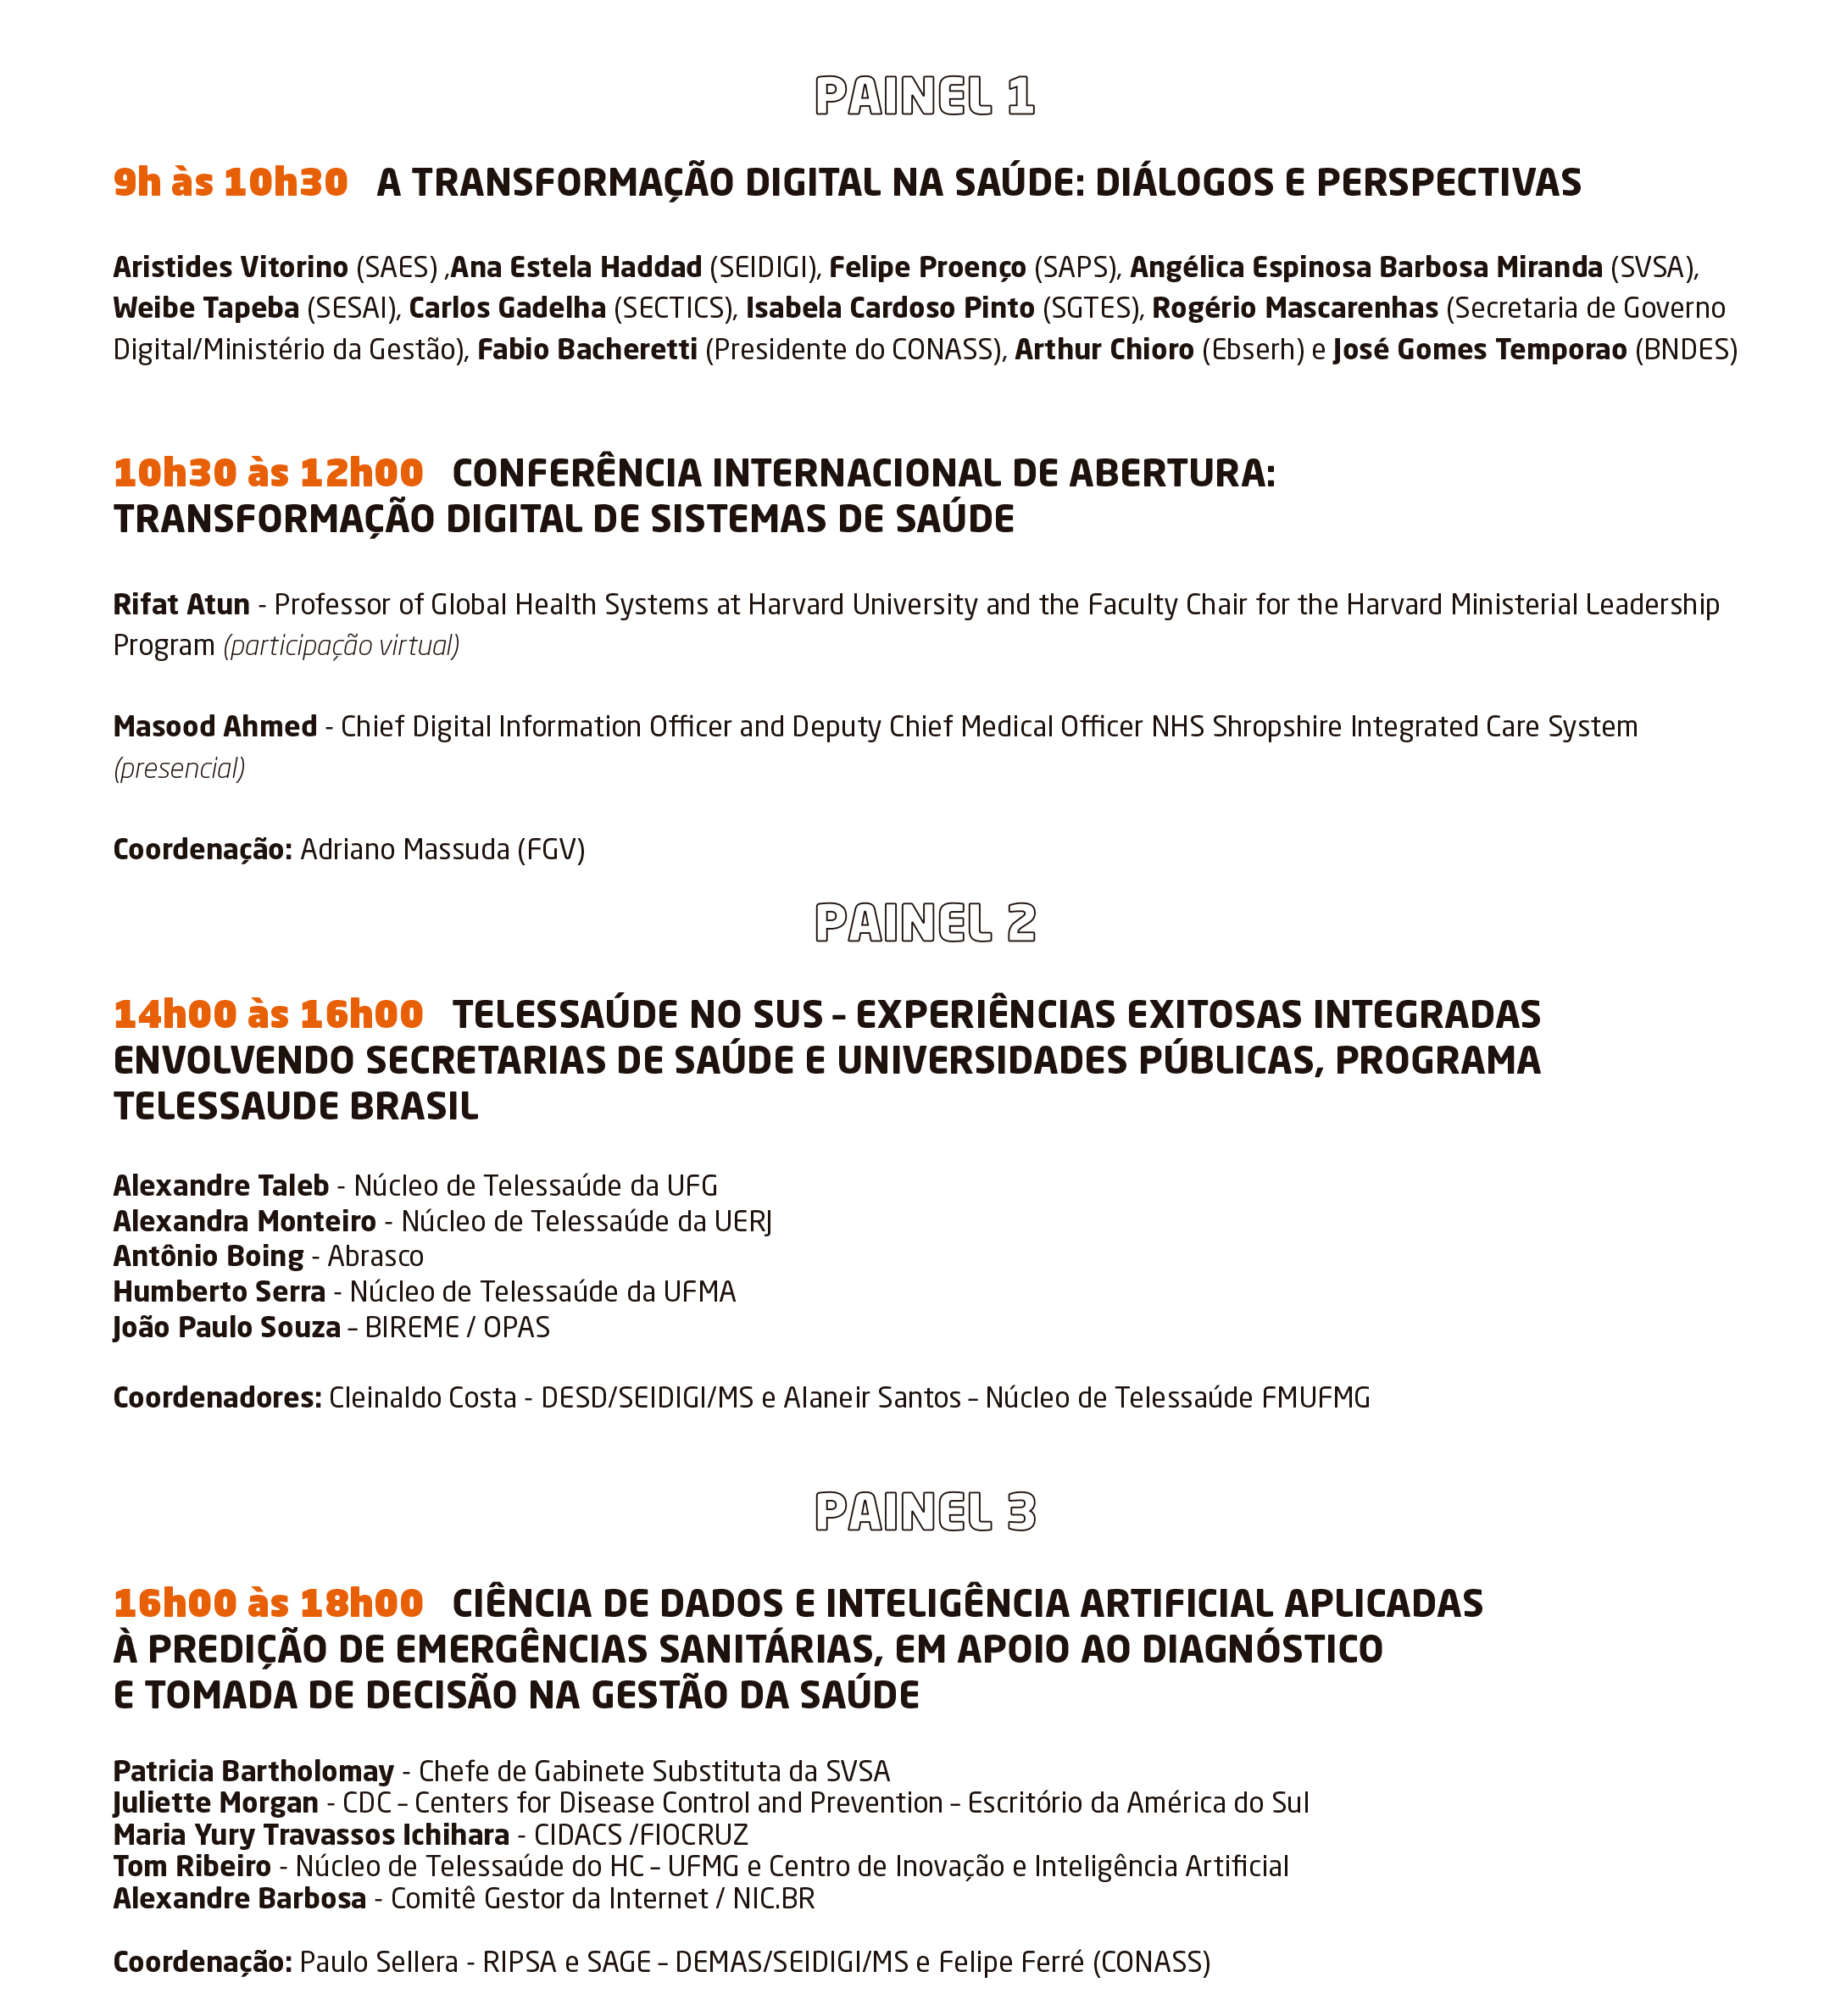 PAINEL 1
9h às 10h30 A TRANSFORMAÇÃO DIGITAL NA SAÚDE: DIÁLOGOS E PERSPECTIVAS
Aristides Vitorino (SAES) ,Ana Estela Haddad (SEIDIGI), Felipe Proenço (SAPS), Angélica Espinosa Barbosa Miranda (SVSA),
Weibe Tapeba (SESAI), Carlos Gadelha (SECTICS), Isabela Cardoso Pinto (SGTES), Rogério Mascarenhas (Secretaria de Governo
Digital/Ministério da Gestão), Fabio Bacheretti (Presidente do CONASS), Arthur Chioro (Ebserh) e José Gomes Temporao (BNDES)
10h30 às 12h00 CONFERÊNCIA INTERNACIONAL DE ABERTURA:
TRANSFORMAÇÃO DIGITAL DE SISTEMAS DE SAÚDE
Rifat Atun - Professor of Global Health Systems at Harvard University and the Faculty Chair for the Harvard Ministerial Leadership
Program (participação virtual)
Masood Ahmed - Chief Digital Information Officer and Deputy Chief Medical Officer NHS Shropshire Integrated Care System
(presencial)
Coordenação: Adriano Massuda (FGV)
PAINEL 2
14h00 às 16h00 TELESSAÚDE NO SUS – EXPERIÊNCIAS EXITOSAS INTEGRADAS
ENVOLVENDO SECRETARIAS DE SAÚDE E UNIVERSIDADES PÚBLICAS, PROGRAMA
TELESSAUDE BRASIL
Alexandre Taleb - Núcleo de Telessaúde da UFG
Alexandra Monteiro - Núcleo de Telessaúde da UERJ
Antônio Boing - Abrasco
Humberto Serra - Núcleo de Telessaúde da UFMA
João Paulo Souza – BIREME / OPAS
Coordenadores: Cleinaldo Costa - DESD/SEIDIGI/MS e Alaneir Santos – Núcleo de Telessaúde FMUFMG
PAINEL 3
16h00 às 18h00 CIÊNCIA DE DADOS E INTELIGÊNCIA ARTIFICIAL APLICADAS
À PREDIÇÃO DE EMERGÊNCIAS SANITÁRIAS, EM APOIO AO DIAGNÓSTICO
E TOMADA DE DECISÃO NA GESTÃO DA SAÚDE
Patricia Bartholomay - Chefe de Gabinete Substituta da SVSA
Juliette Morgan - CDC – Centers for Disease Control and Prevention – Escritório da América do Sul
Maria Yury Travassos Ichihara - CIDACS /FIOCRUZ
Tom Ribeiro - Núcleo de Telessaúde do HC – UFMG e Centro de Inovação e Inteligência Artificial
Alexandre Barbosa - Comitê Gestor da Internet / NIC.BR
Coordenação: Paulo Sellera - RIPSA e SAGE – DEMAS/SEIDIGI/MS e Felipe Ferré (CONASS)